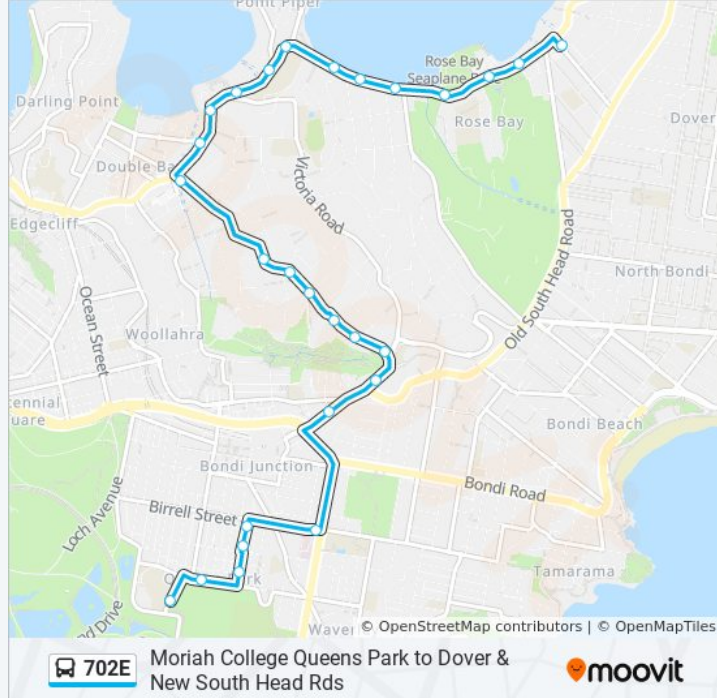 Point Piper
Rose Bay
Seaplane B
Darling Point
Rose Bay
Dover
Double Ba
Victoria Road
Edgecliff
Old South Head Road
North Bondi
Ocean Street
Woollahra
Bondi Beach
Bondi Junction
Bondi Road
Loch Avenue
Birrell Street
Tamarama
Waver
© OpenStreetMap contributors | © OpenMapTiles
702E
Moriah College Queens Park to Dover &
New South Head Rds
moovit